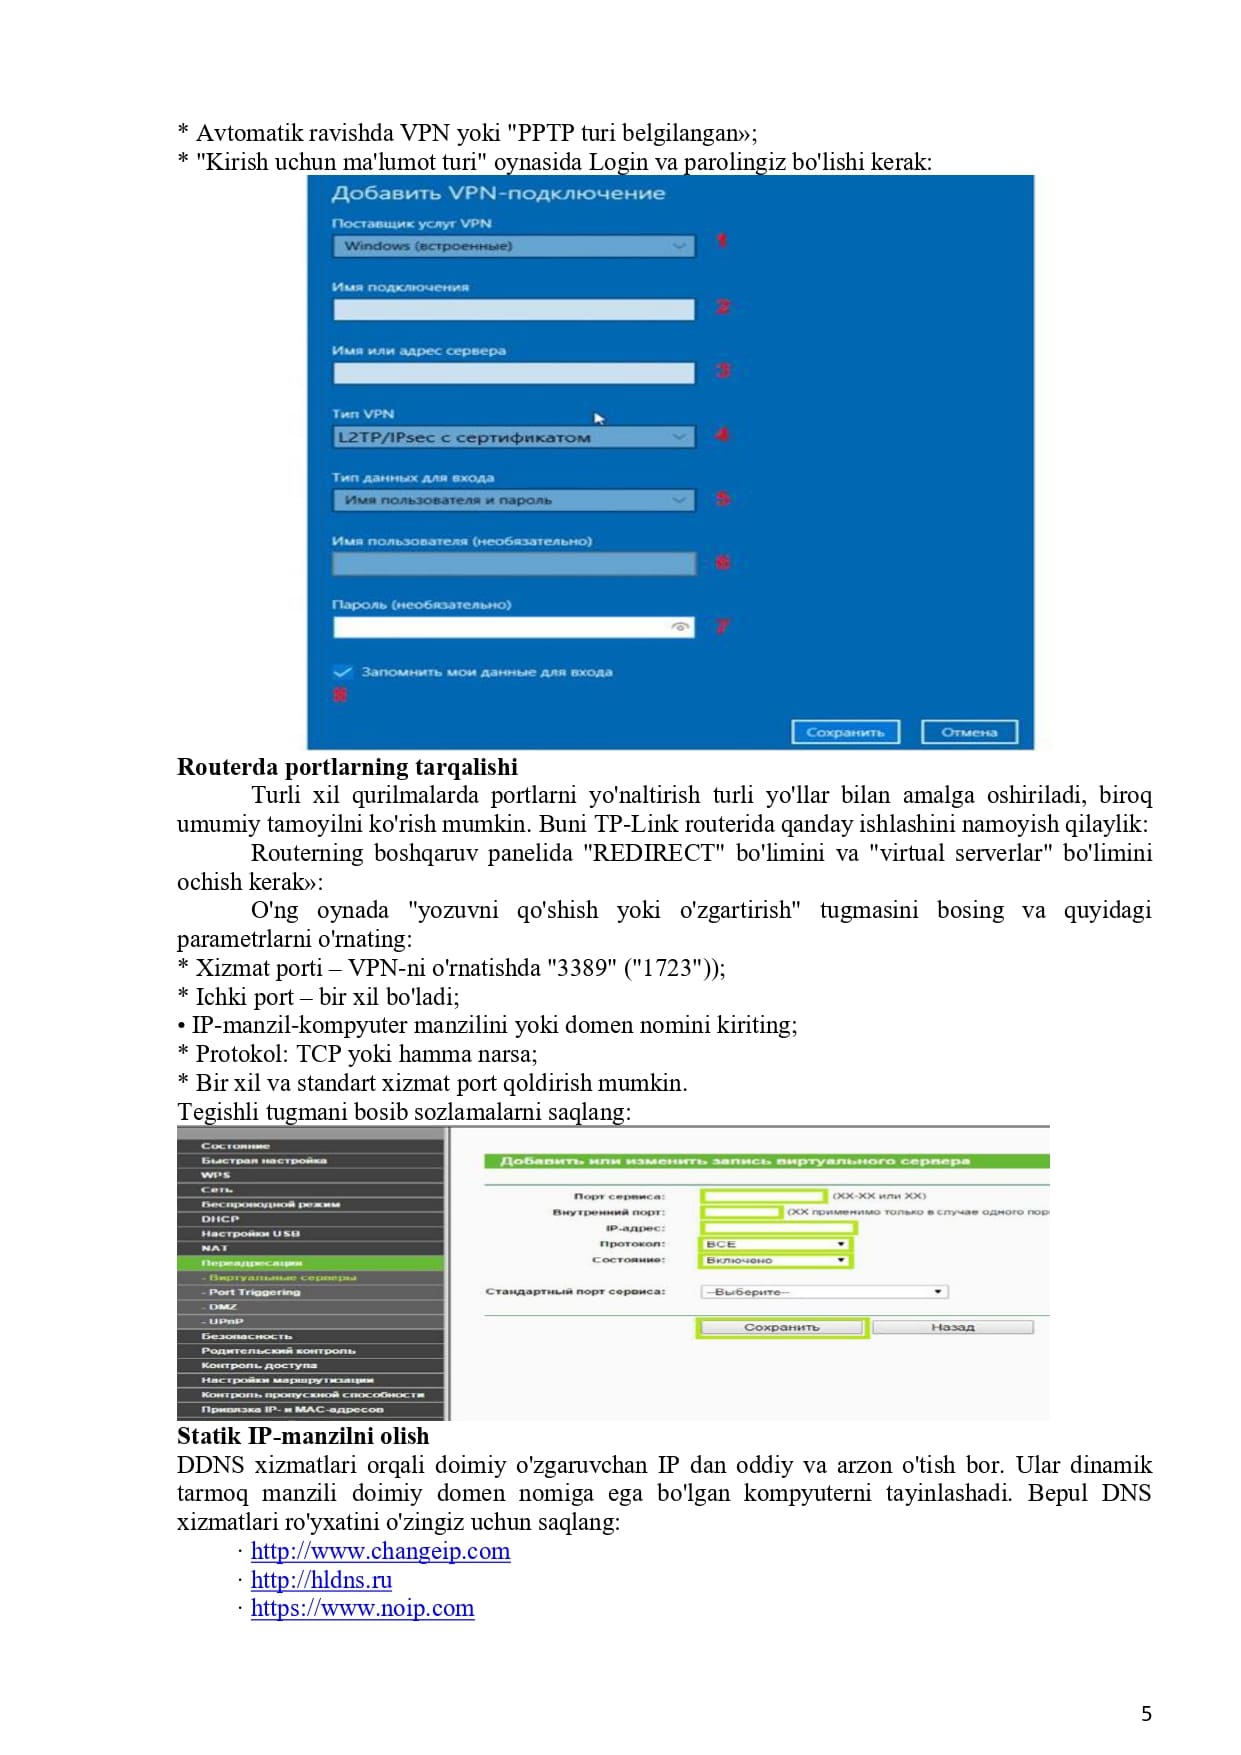 * Avtomatik ravishda VPN yoki "PPTP turi belgilangan»;
* "Kirish uchun ma'lumot turi" oynasida Login va parolingiz bo'lishi kerak:
Добавить VPN-подключение
Поставщик услуг VPN
Windows (встроенные)
1
Имя подключения
2
Имя или адрес сервера
3
Тип VPN
L2TP/IPsec с сертификатом
4
Тип данных для входа
Имя пользователя и пароль
5
Имя пользователя (необязательно)
6
Пароль (необязательно)
7
Запомнить мои данные для входа
8
Сохранить Отмена
Routerda portlarning tarqalishi
Turli xil qurilmalarda portlarni yo'naltirish turli yo'llar bilan amalga oshiriladi, biroq
umumiy tamoyilni ko'rish mumkin. Buni TP-Link routerida qanday ishlashini namoyish qilaylik:
Routerning boshqaruv panelida "REDIRECT" bo'limini va "virtual serverlar" bo'limini
ochish kerak»:
O'ng oynada "yozuvni qo'shish yoki o'zgartirish" tugmasini bosing va quyidagi
parametrlarni o'rnating:
* Xizmat porti – VPN-ni o'rnatishda "3389" ("1723"));
* Ichki port – bir xil bo'ladi;
• IP-manzil-kompyuter manzilini yoki domen nomini kiriting;
* Protokol: TCP yoki hamma narsa;
* Bir xil va standart xizmat port qoldirish mumkin.
Tegishli tugmani bosib sozlamalarni saqlang:
Состояние
Быстрая настройка
WPS
Сеть
Беспроводной режим
DHCP
Настройки USB
NAT
Переадресация
- Виртуальные серверы
- Port Triggering
- DMZ
- UPnP
Безопасность
Родительский контроль
Контроль доступа
Настройки маршрутизации
Контроль пропускной способности
Привязка IP- и MAC-адресов
Добавить или изменить запись виртуального сервера
Порт сервиса: (XX-XX или XX)
Внутренний порт: (XX применимо только в случае одного пор
IP-адрес:
Протокол: ВСЕ
Состояние: Включено
Стандартный порт сервиса: --Выберите--
Сохранить Назад
Statik IP-manzilni olish
DDNS xizmatlari orqali doimiy o'zgaruvchan IP dan oddiy va arzon o'tish bor. Ular dinamik
tarmoq manzili doimiy domen nomiga ega bo'lgan kompyuterni tayinlashadi. Bepul DNS
xizmatlari ro'yxatini o'zingiz uchun saqlang:
· http://www.changeip.com
· http://hldns.ru
· https://www.noip.com
5